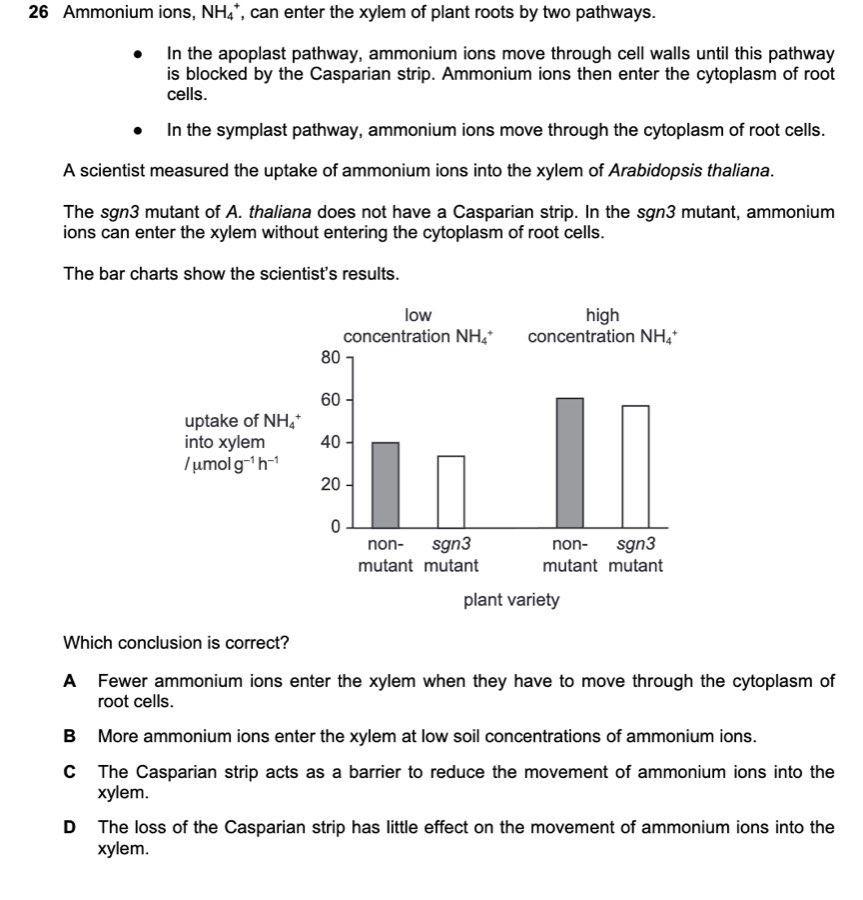 26 Ammonium ions, NH₄⁺, can enter the xylem of plant roots by two pathways.
• In the apoplast pathway, ammonium ions move through cell walls until this pathway
is blocked by the Casparian strip. Ammonium ions then enter the cytoplasm of root
cells.
• In the symplast pathway, ammonium ions move through the cytoplasm of root cells.
A scientist measured the uptake of ammonium ions into the xylem of Arabidopsis thaliana.
The sgn3 mutant of A. thaliana does not have a Casparian strip. In the sgn3 mutant, ammonium
ions can enter the xylem without entering the cytoplasm of root cells.
The bar charts show the scientist's results.
low
concentration NH₄⁺
high
concentration NH₄⁺
uptake of NH₄⁺
into xylem
/ μmol g⁻¹ h⁻¹
80
60
40
20
0
non-
mutant
sgn3
mutant
non-
mutant
sgn3
mutant
plant variety
Which conclusion is correct?
A Fewer ammonium ions enter the xylem when they have to move through the cytoplasm of
root cells.
B More ammonium ions enter the xylem at low soil concentrations of ammonium ions.
C The Casparian strip acts as a barrier to reduce the movement of ammonium ions into the
xylem.
D The loss of the Casparian strip has little effect on the movement of ammonium ions into the
xylem.